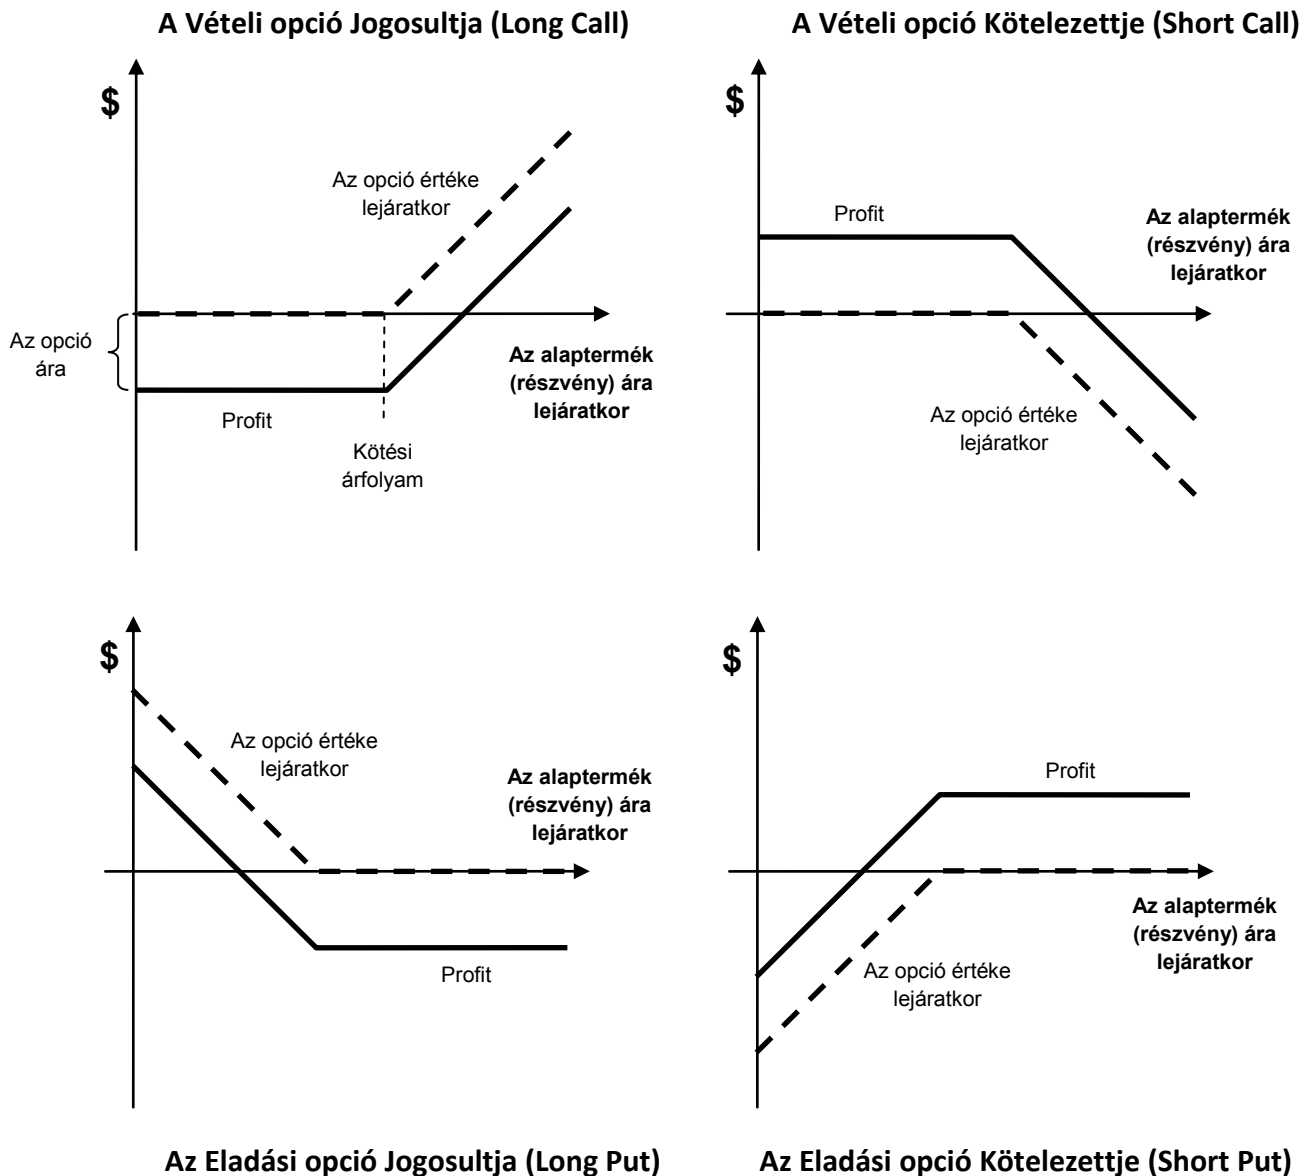 A Vételi opció Jogosultja (Long Call)
A Vételi opció Kötelezettje (Short Call)
$
Az opció értéke
lejáratkor
Az opció
ára
Profit
Kötési
árfolyam
Az alaptermék
(részvény) ára
lejáratkor
$
Profit
Az alaptermék
(részvény) ára
lejáratkor
Az opció értéke
lejáratkor
$
Az opció értéke
lejáratkor
Az alaptermék
(részvény) ára
lejáratkor
Profit
$
Profit
Az alaptermék
(részvény) ára
lejáratkor
Az opció értéke
lejáratkor
Az Eladási opció Jogosultja (Long Put)
Az Eladási opció Kötelezettje (Short Put)